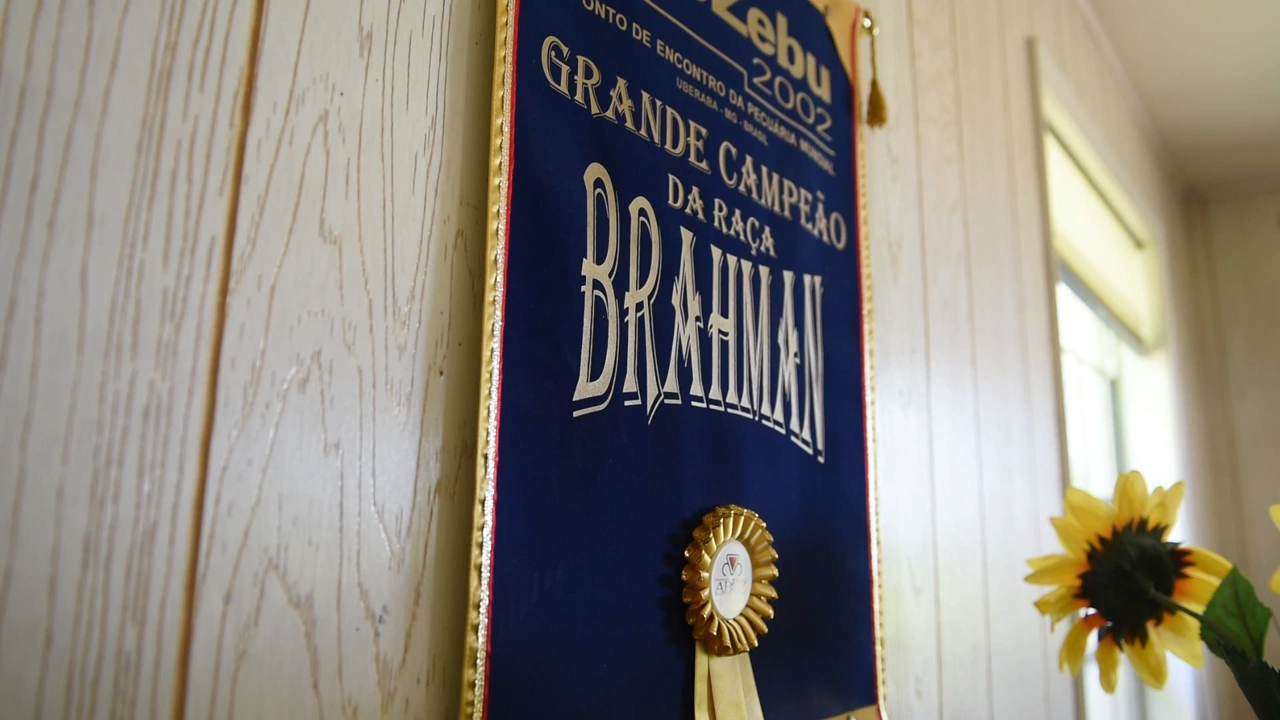 Zebu
2002
ONTO DE ENCONTRO DA PECUÁRIA MUNDIAL
UBERABA - MG - BRASIL
GRANDE CAMPEÃO
DA RAÇA
BRAHMAN